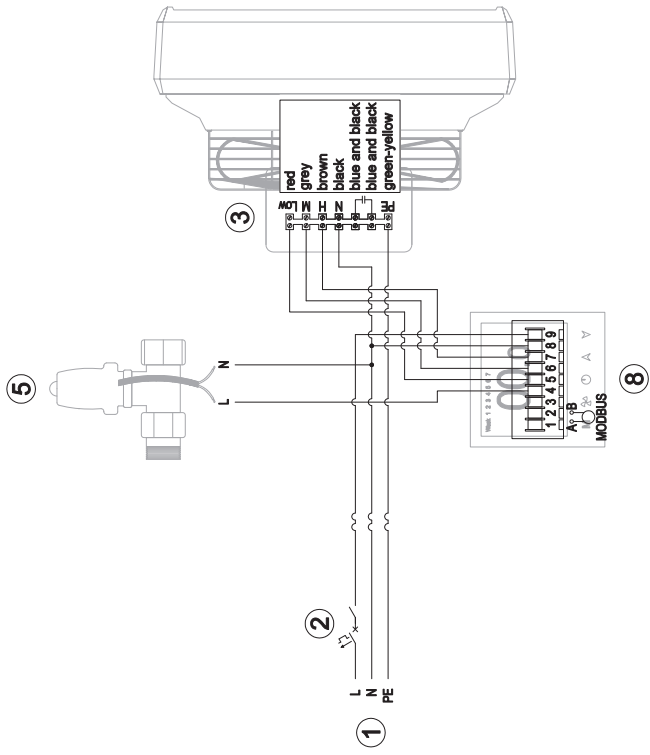 red
grey
brown
black
blue and black
blue and black
green-yellow
Low
M
H
N
PE
3
5
N
L
1 2 3 4 5 6 7 8 9
A B
MODBUS
8
2
L
N
PE
1